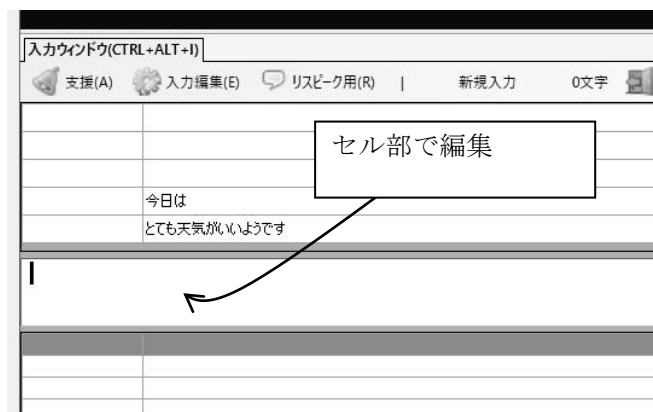 入力ウィンドウ(CTRL+ALT+I)
支援(A) 入力編集(E) リスピーク用(R) | 新規入力 0文字
セル部で編集
今日は
とても天気がいいようです